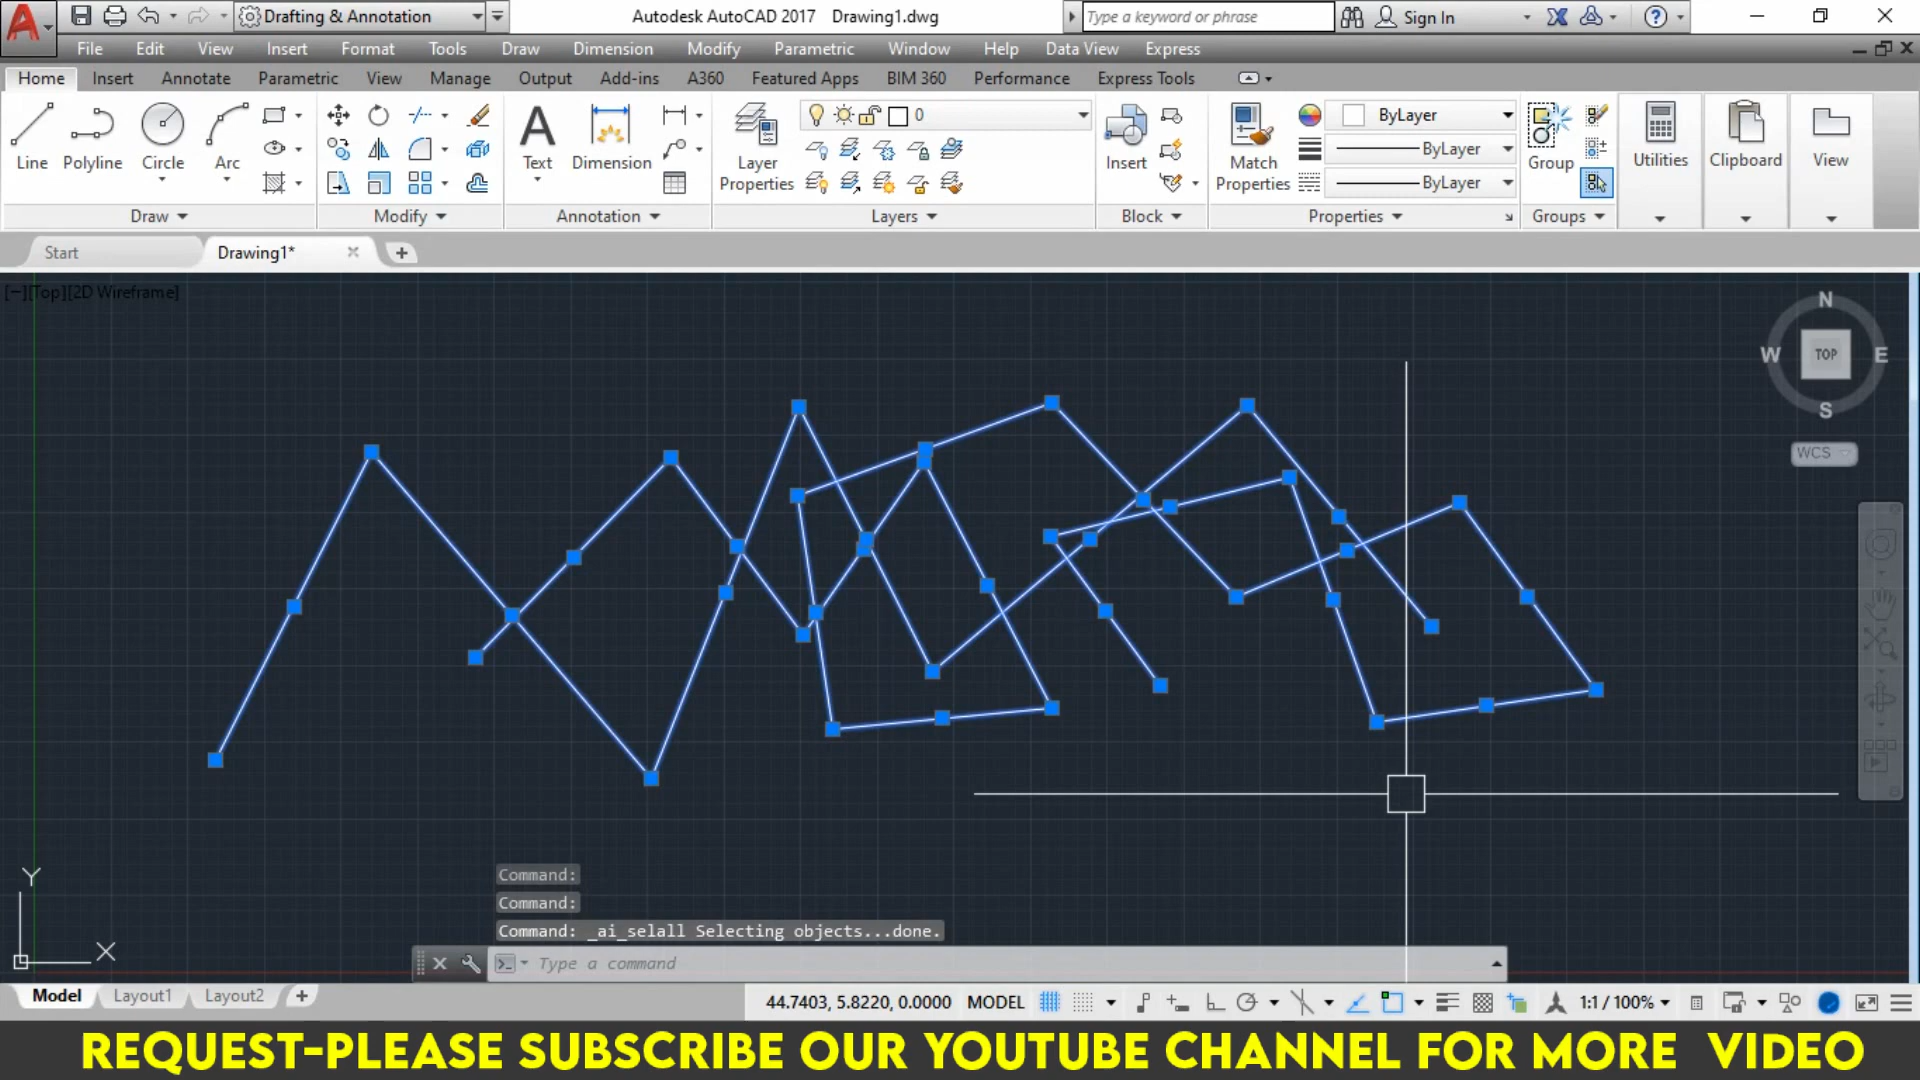 Drafting & Annotation
Autodesk AutoCAD 2017 Drawing1.dwg
Type a keyword or phrase
Sign In
File Edit View Insert Format Tools Draw Dimension Modify Parametric Window Help Data View Express
Home Insert Annotate Parametric View Manage Output Add-ins A360 Featured Apps BIM 360 Performance Express Tools
0
ByLayer
ByLayer
ByLayer
Line Polyline Circle Arc
Text Dimension
Layer
Properties
Insert
Match
Properties
Group
Utilities Clipboard View
Draw Modify Annotation Layers Block Properties Groups
Start Drawing1*
[−][Top][2D Wireframe]
N
W TOP E
S
WCS
Y
X
Command:
Command:
Command: _ai_selall Selecting objects...done.
Type a command
Model Layout1 Layout2
44.7403, 5.8220, 0.0000 MODEL 1:1 / 100%
REQUEST-PLEASE SUBSCRIBE OUR YOUTUBE CHANNEL FOR MORE VIDEO